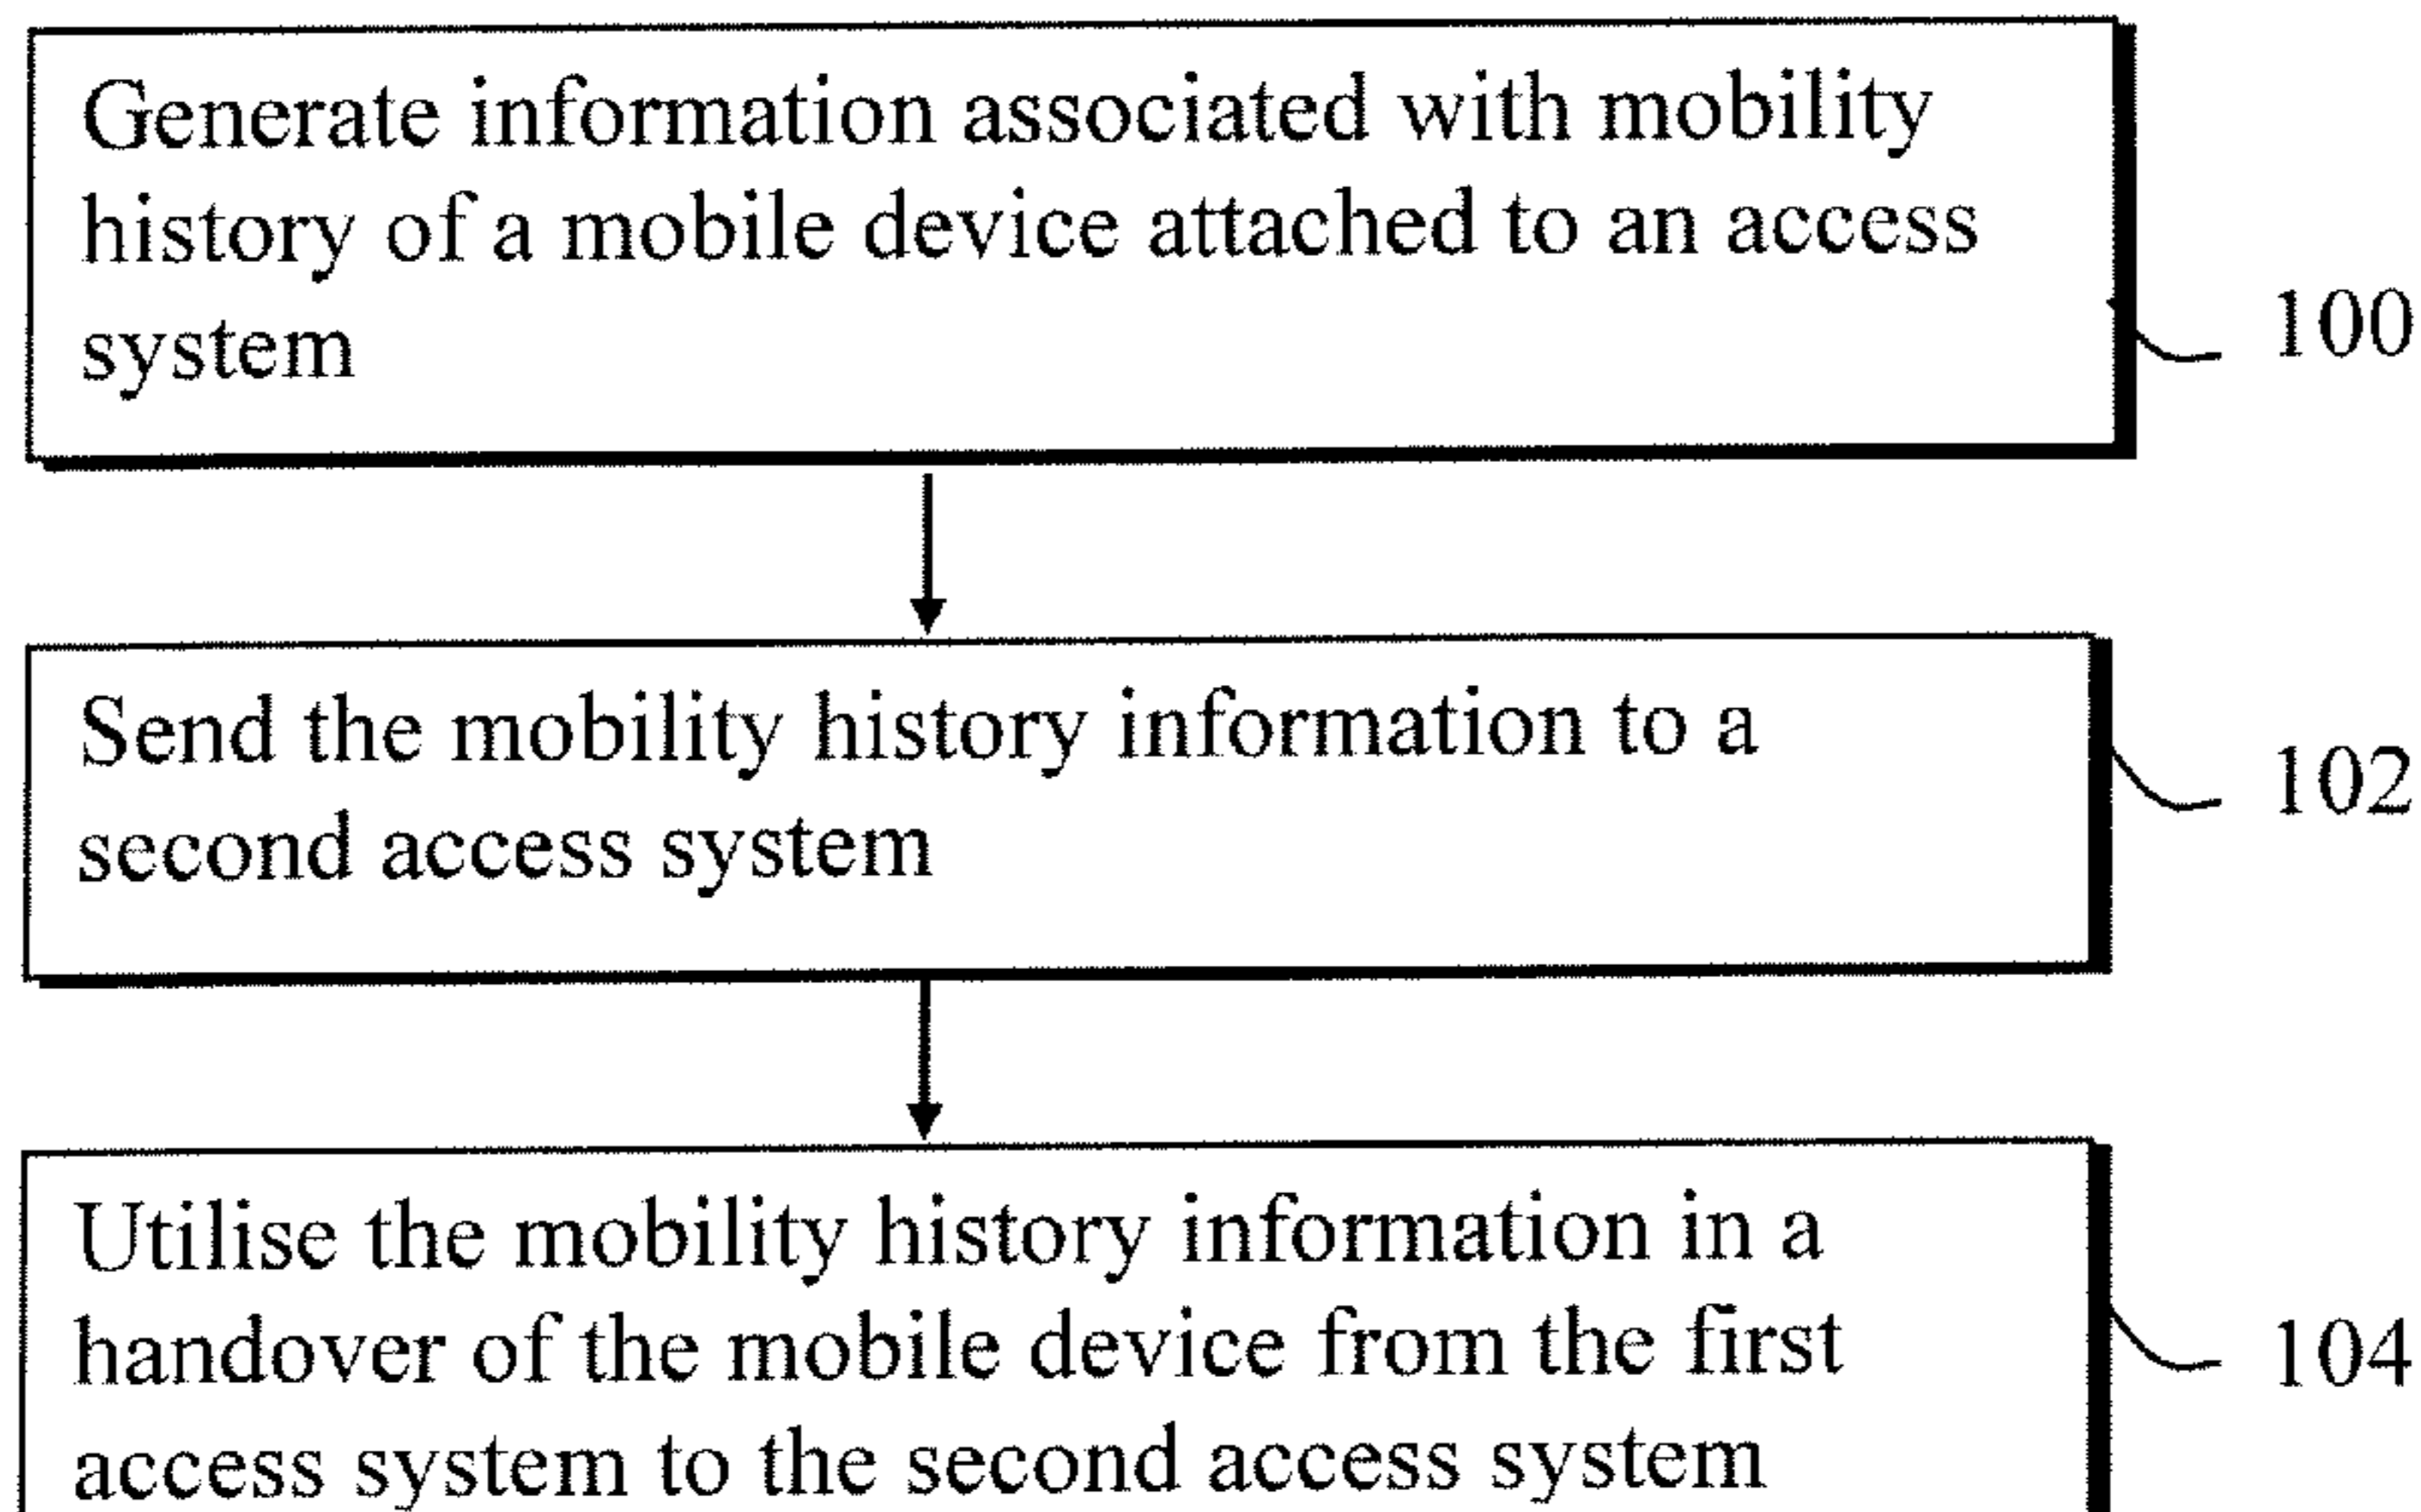 Generate information associated with mobility
history of a mobile device attached to an access
system
100
Send the mobility history information to a
second access system
102
Utilise the mobility history information in a
handover of the mobile device from the first
access system to the second access system
104